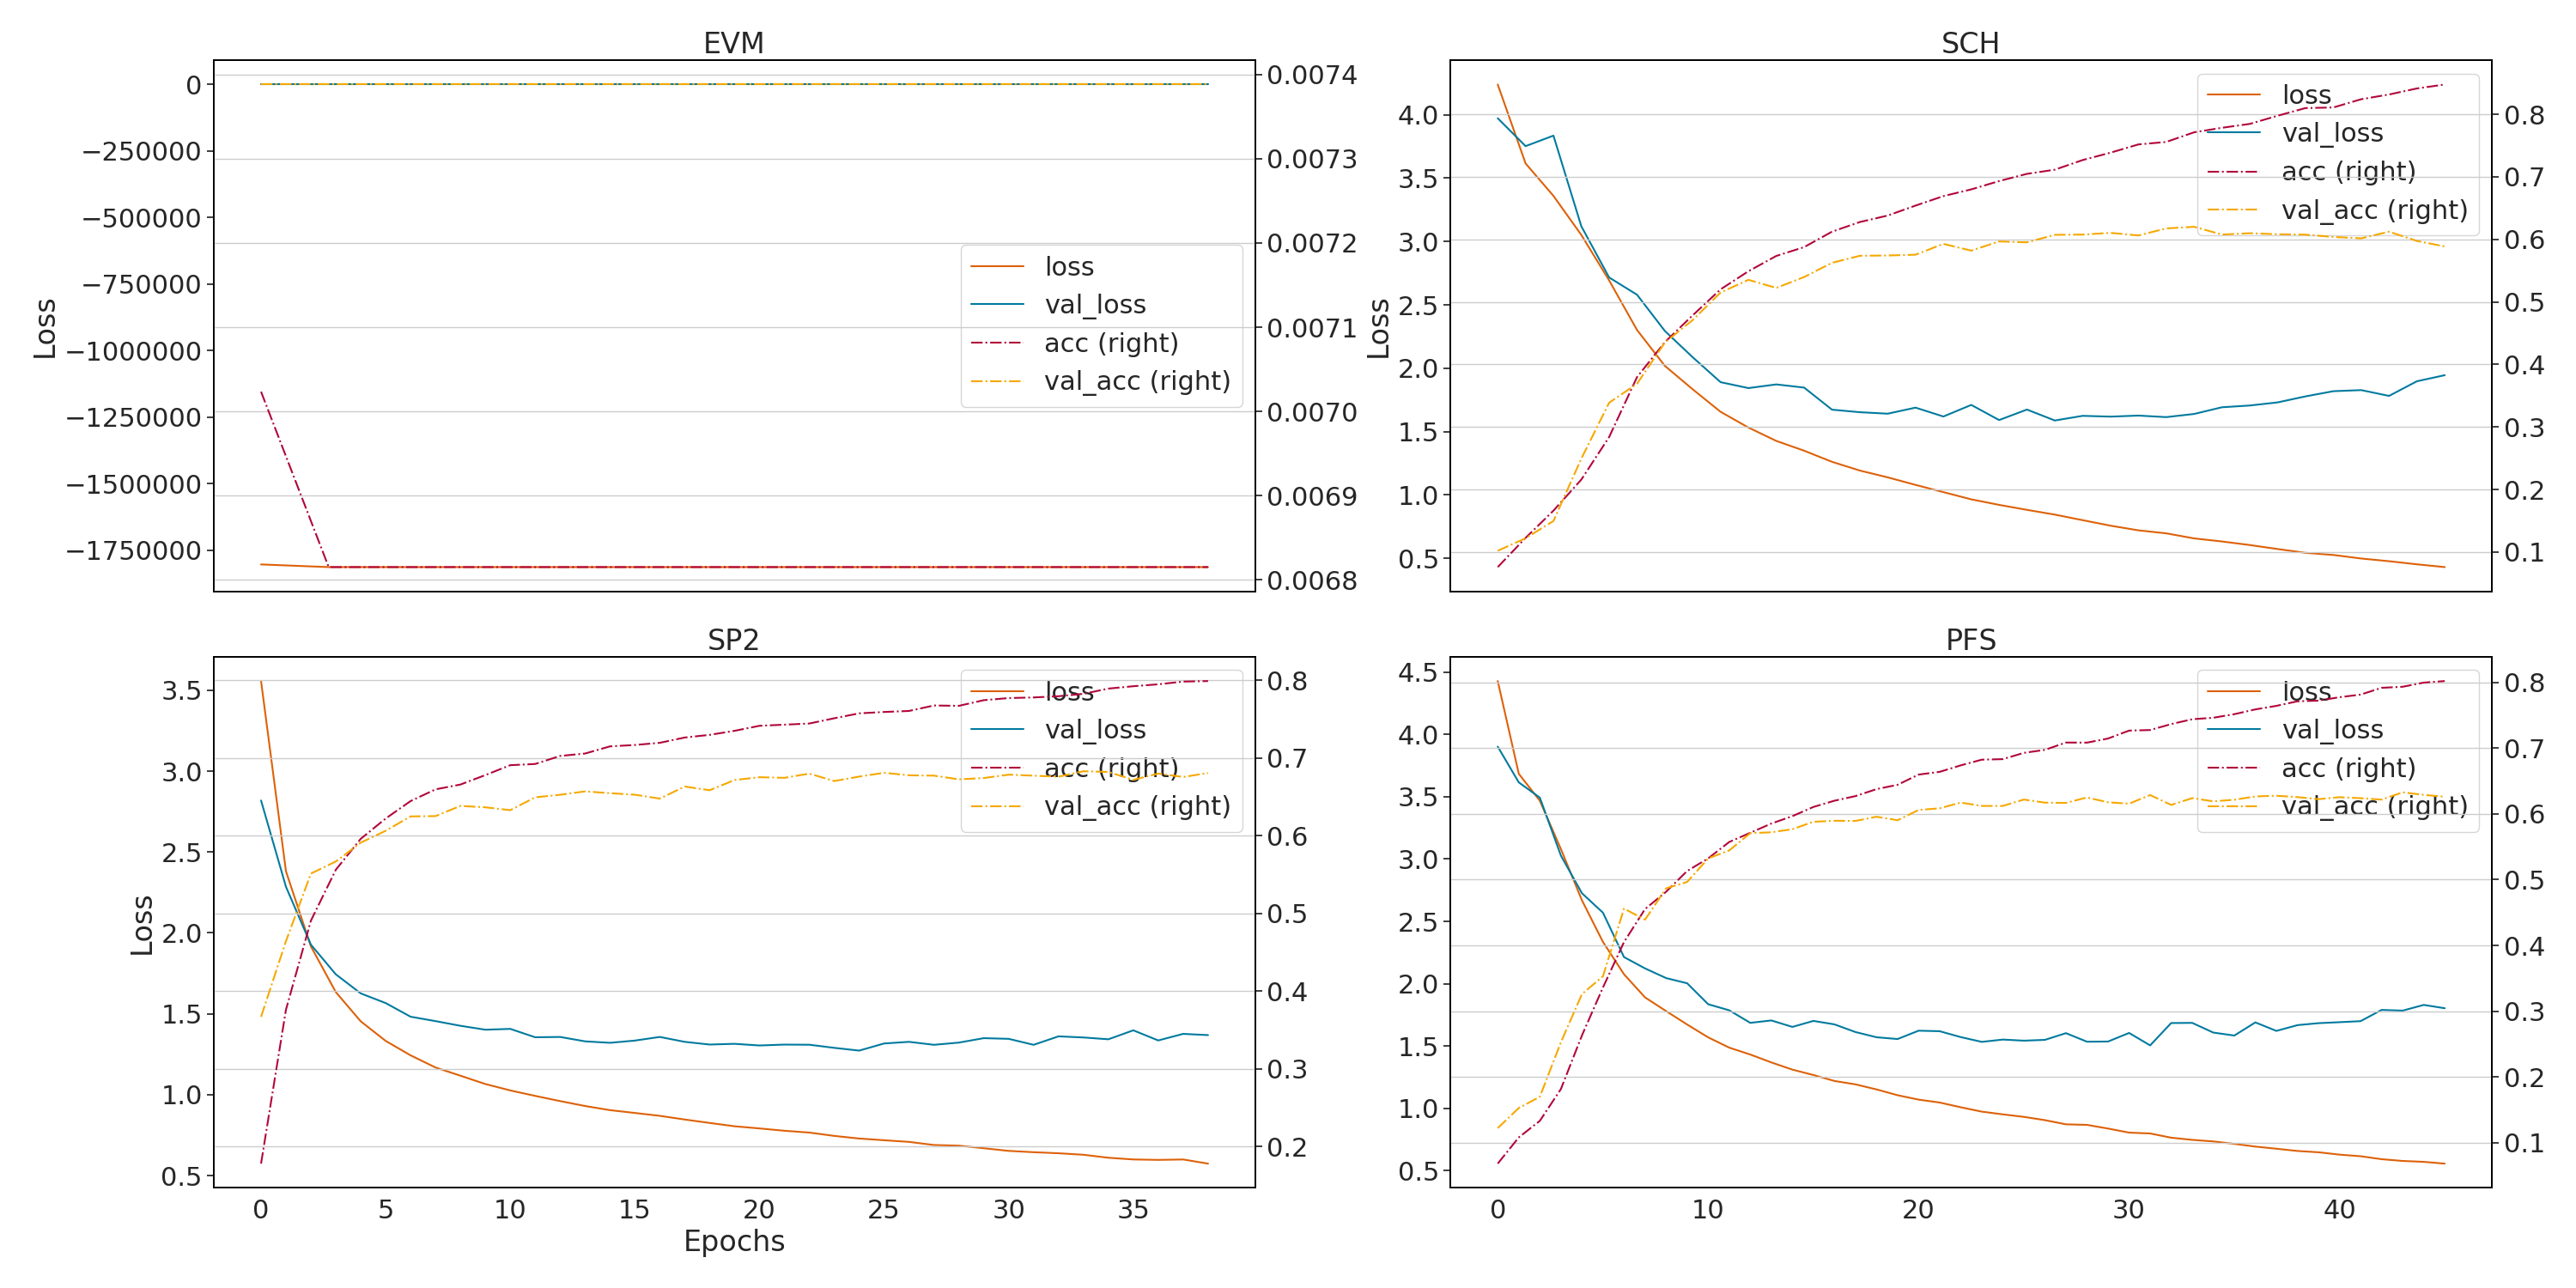 EVM
0
−250000
−500000
−750000
−1000000
−1250000
−1500000
−1750000
Loss
0.0074
0.0073
0.0072
0.0071
0.0070
0.0069
0.0068
loss
val_loss
acc (right)
val_acc (right)
SCH
4.0
3.5
3.0
2.5
2.0
1.5
1.0
0.5
Loss
0.8
0.7
0.6
0.5
0.4
0.3
0.2
0.1
loss
val_loss
acc (right)
val_acc (right)
SP2
3.5
3.0
2.5
2.0
1.5
1.0
0.5
Loss
0.8
0.7
0.6
0.5
0.4
0.3
0.2
loss
val_loss
acc (right)
val_acc (right)
0 5 10 15 20 25 30 35
Epochs
PFS
4.5
4.0
3.5
3.0
2.5
2.0
1.5
1.0
0.5
0.8
0.7
0.6
0.5
0.4
0.3
0.2
0.1
loss
val_loss
acc (right)
val_acc (right)
0 10 20 30 40